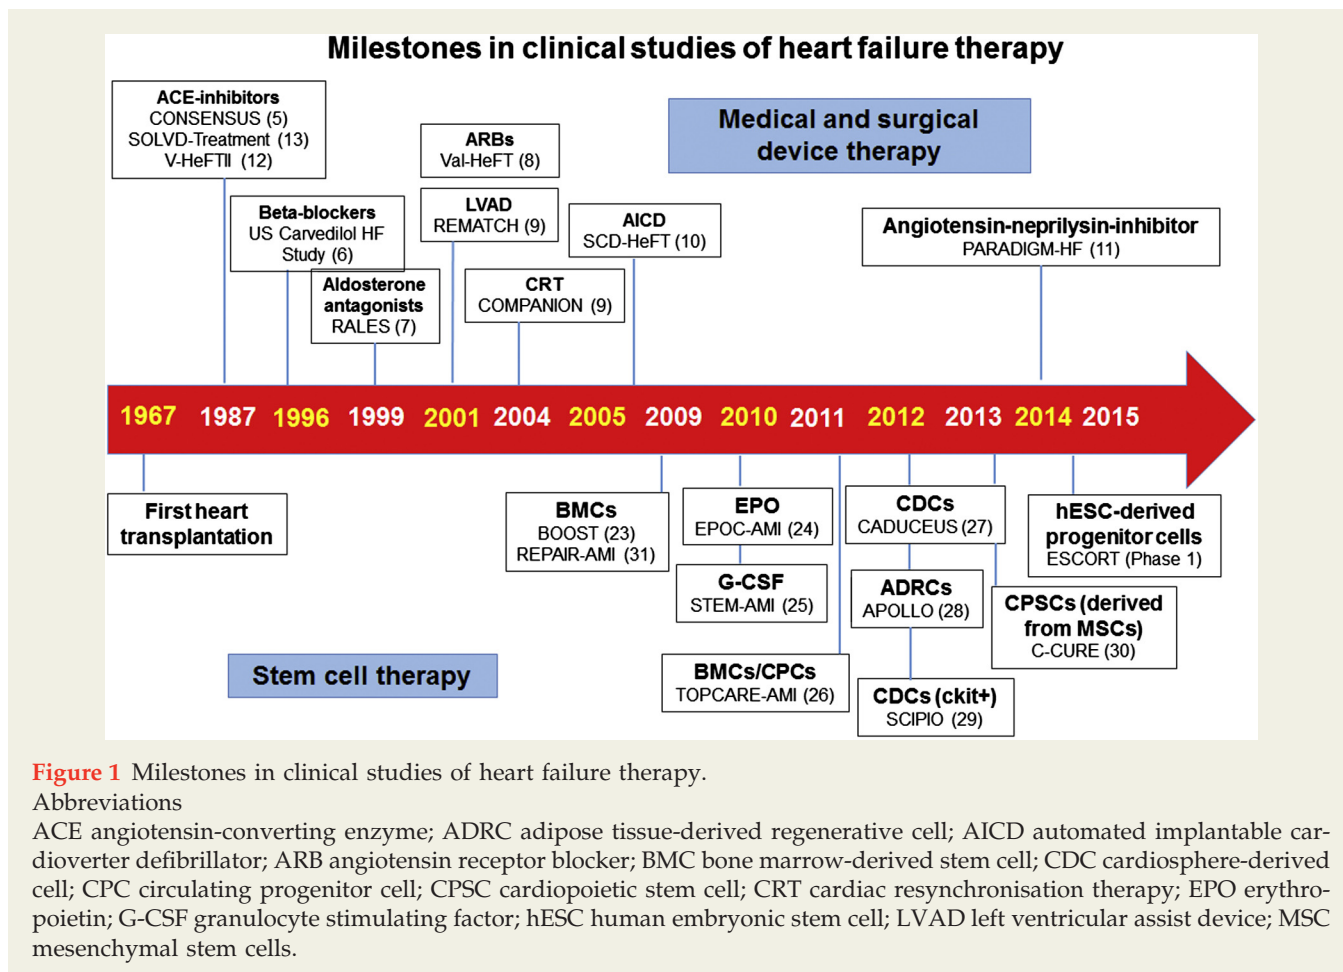 Milestones in clinical studies of heart failure therapy
ACE-inhibitors
CONSENSUS (5)
SOLVD-Treatment (13)
V-HeFTII (12)
Beta-blockers
US Carvedilol HF
Study (6)
Aldosterone
antagonists
RALES (7)
ARBs
Val-HeFT (8)
LVAD
REMATCH (9)
CRT
COMPANION (9)
AICD
SCD-HeFT (10)
Medical and surgical
device therapy
Angiotensin-neprilysin-inhibitor
PARADIGM-HF (11)
1967 1987 1996 1999 2001 2004 2005 2009 2010 2011 2012 2013 2014 2015
First heart
transplantation
BMCs
BOOST (23)
REPAIR-AMI (31)
EPO
EPOC-AMI (24)
G-CSF
STEM-AMI (25)
BMCs/CPCs
TOPCARE-AMI (26)
CDCs
CADUCEUS (27)
ADRCs
APOLLO (28)
CDCs (ckit+)
SCIPIO (29)
CPSCs (derived
from MSCs)
C-CURE (30)
hESC-derived
progenitor cells
ESCORT (Phase 1)
Stem cell therapy
Figure 1 Milestones in clinical studies of heart failure therapy.
Abbreviations
ACE angiotensin-converting enzyme; ADRC adipose tissue-derived regenerative cell; AICD automated implantable car-
dioverter defibrillator; ARB angiotensin receptor blocker; BMC bone marrow-derived stem cell; CDC cardiosphere-derived
cell; CPC circulating progenitor cell; CPSC cardiopoietic stem cell; CRT cardiac resynchronisation therapy; EPO erythro-
poietin; G-CSF granulocyte stimulating factor; hESC human embryonic stem cell; LVAD left ventricular assist device; MSC
mesenchymal stem cells.